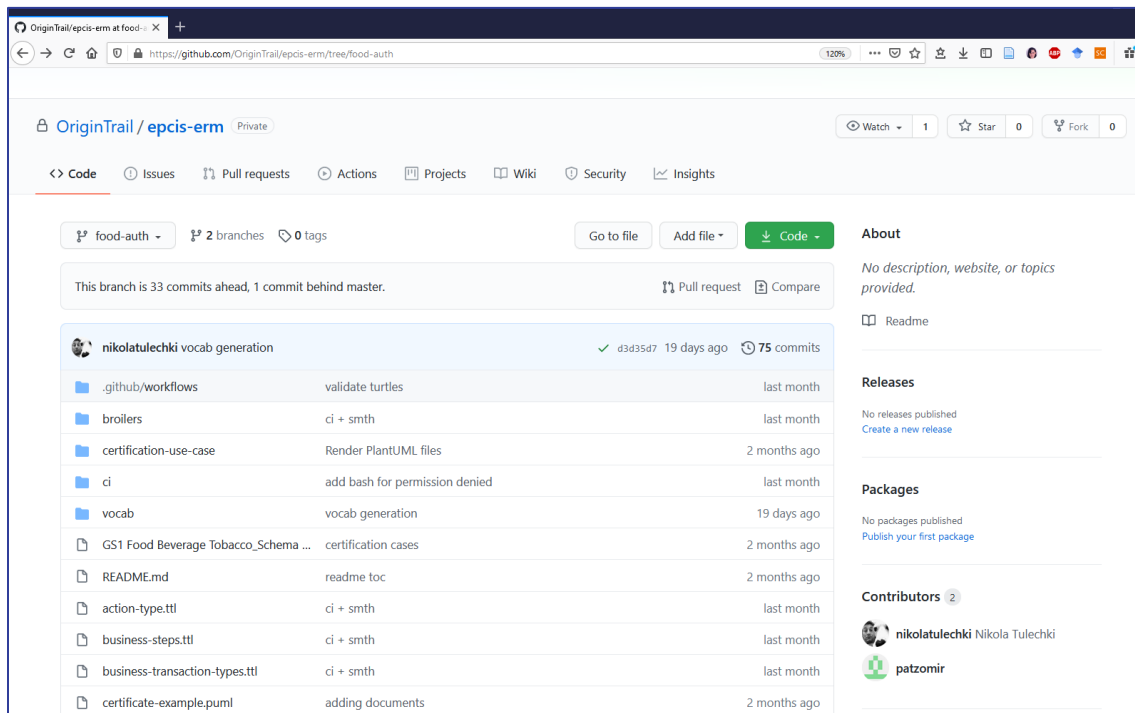 OriginTrail/epcis-erm at food-a
https://github.com/OriginTrail/epcis-erm/tree/food-auth 120%
ABP SC
OriginTrail / epcis-erm Private Watch 1 Star 0 Fork 0
Code Issues Pull requests Actions Projects Wiki Security Insights
food-auth 2 branches 0 tags Go to file Add file Code
This branch is 33 commits ahead, 1 commit behind master. Pull request Compare
nikolatulechki vocab generation d3d35d7 19 days ago 75 commits
.github/workflows validate turtles last month
broilers ci + smth last month
certification-use-case Render PlantUML files 2 months ago
ci add bash for permission denied last month
vocab vocab generation 19 days ago
GS1 Food Beverage Tobacco_Schema ... certification cases 2 months ago
README.md readme toc 2 months ago
action-type.ttl ci + smth last month
business-steps.ttl ci + smth last month
business-transaction-types.ttl ci + smth last month
certificate-example.puml adding documents 2 months ago
About
No description, website, or topics
provided.
Readme
Releases
No releases published
Create a new release
Packages
No packages published
Publish your first package
Contributors 2
nikolatulechki Nikola Tulechki
patzomir